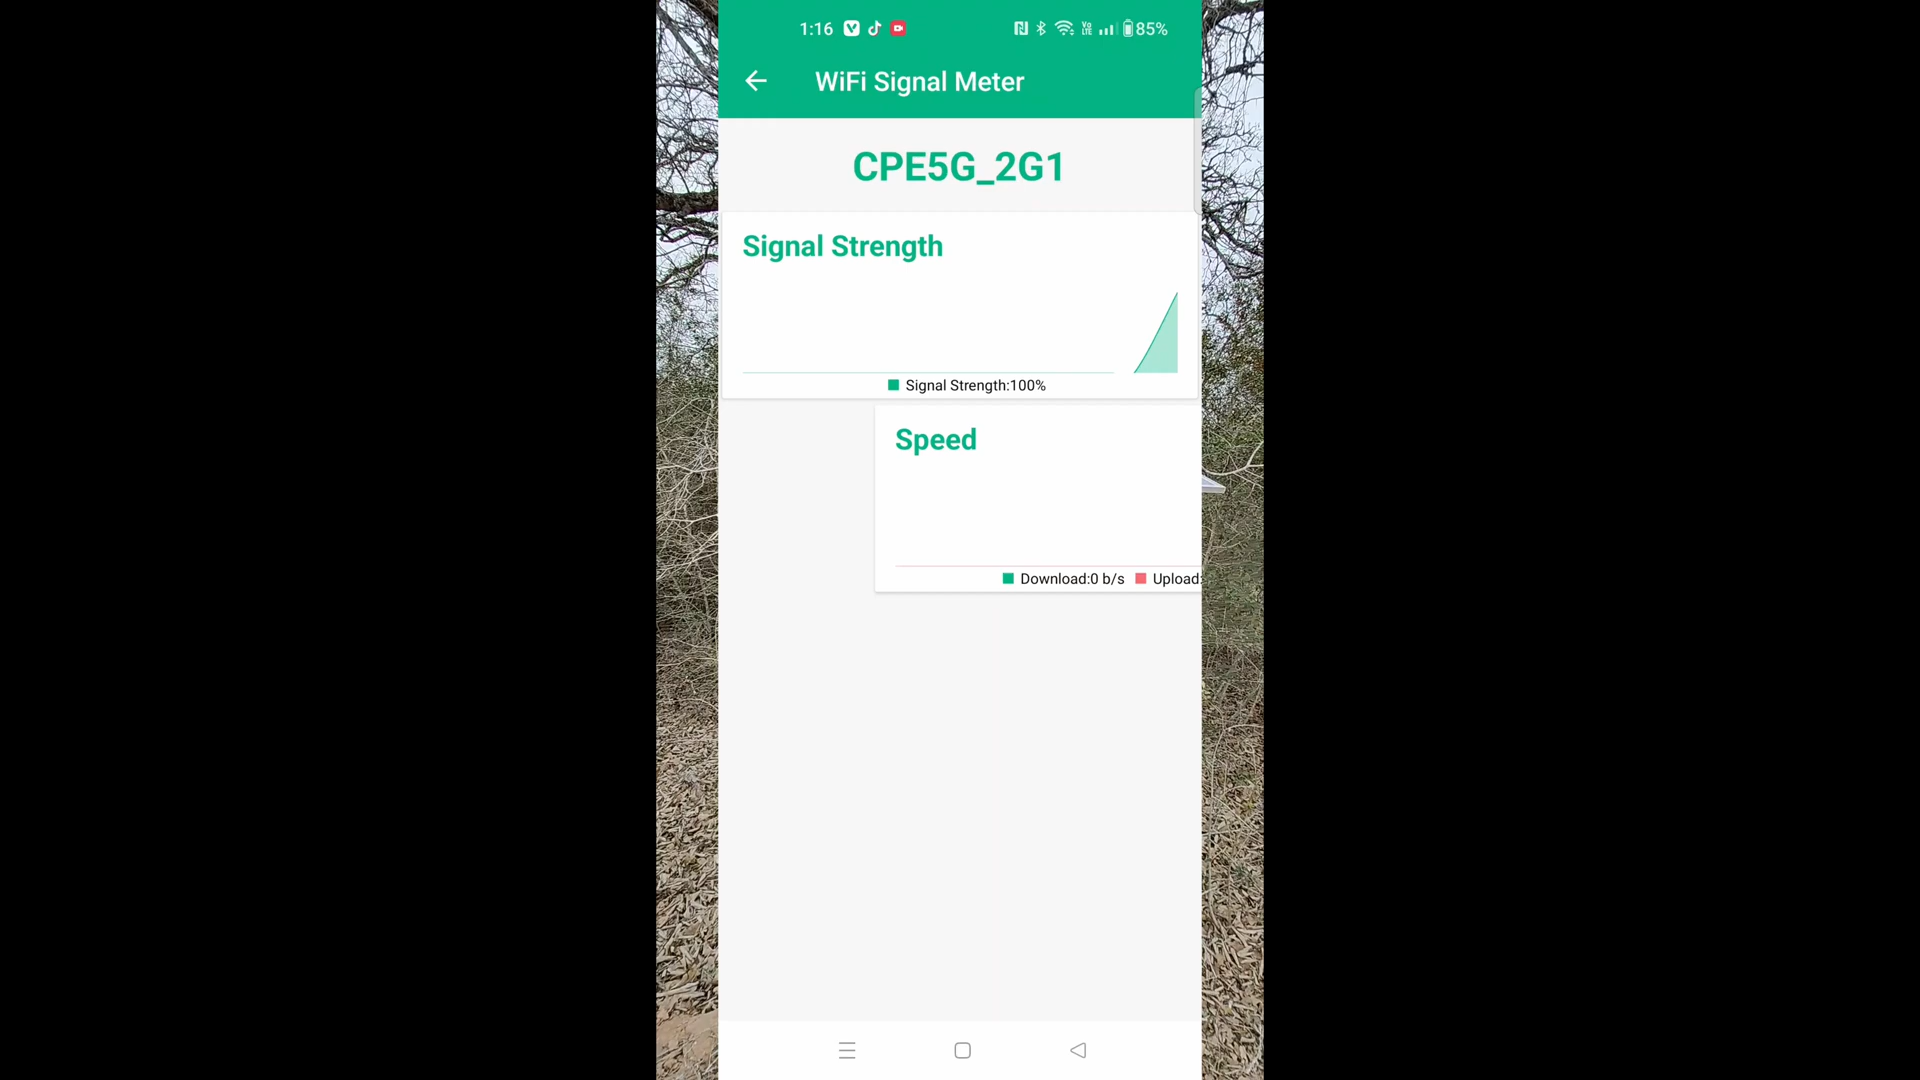 1:16 85%
WiFi Signal Meter
CPE5G_2G1
Signal Strength
Signal Strength:100%
Speed
Download:0 b/s Upload: